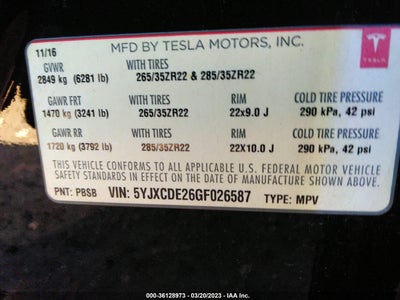 11/16 MFD BY TESLA MOTORS, INC.
TESLA
GVWR WITH TIRES
2849 kg (6281 lb) 265/35ZR22 & 285/35ZR22
GAWR FRT WITH TIRES RIM COLD TIRE PRESSURE
1470 kg (3241 lb) 265/35ZR22 22x9.0 J 290 kPa, 42 psi
GAWR RR WITH TIRES RIM COLD TIRE PRESSURE
1720 kg (3792 lb) 285/35ZR22 22X10.0 J 290 kPa, 42 psi
THIS VEHICLE CONFORMS TO ALL APPLICABLE U.S. FEDERAL MOTOR VEHICLE
SAFETY STANDARDS IN EFFECT ON THE DATE
OF MANUFACTURE SHOWN ABOVE.
PNT: PBSB VIN: 5YJXCDE26GF026587 TYPE: MPV
000-36128973 - 03/20/2023 - IAA Inc.